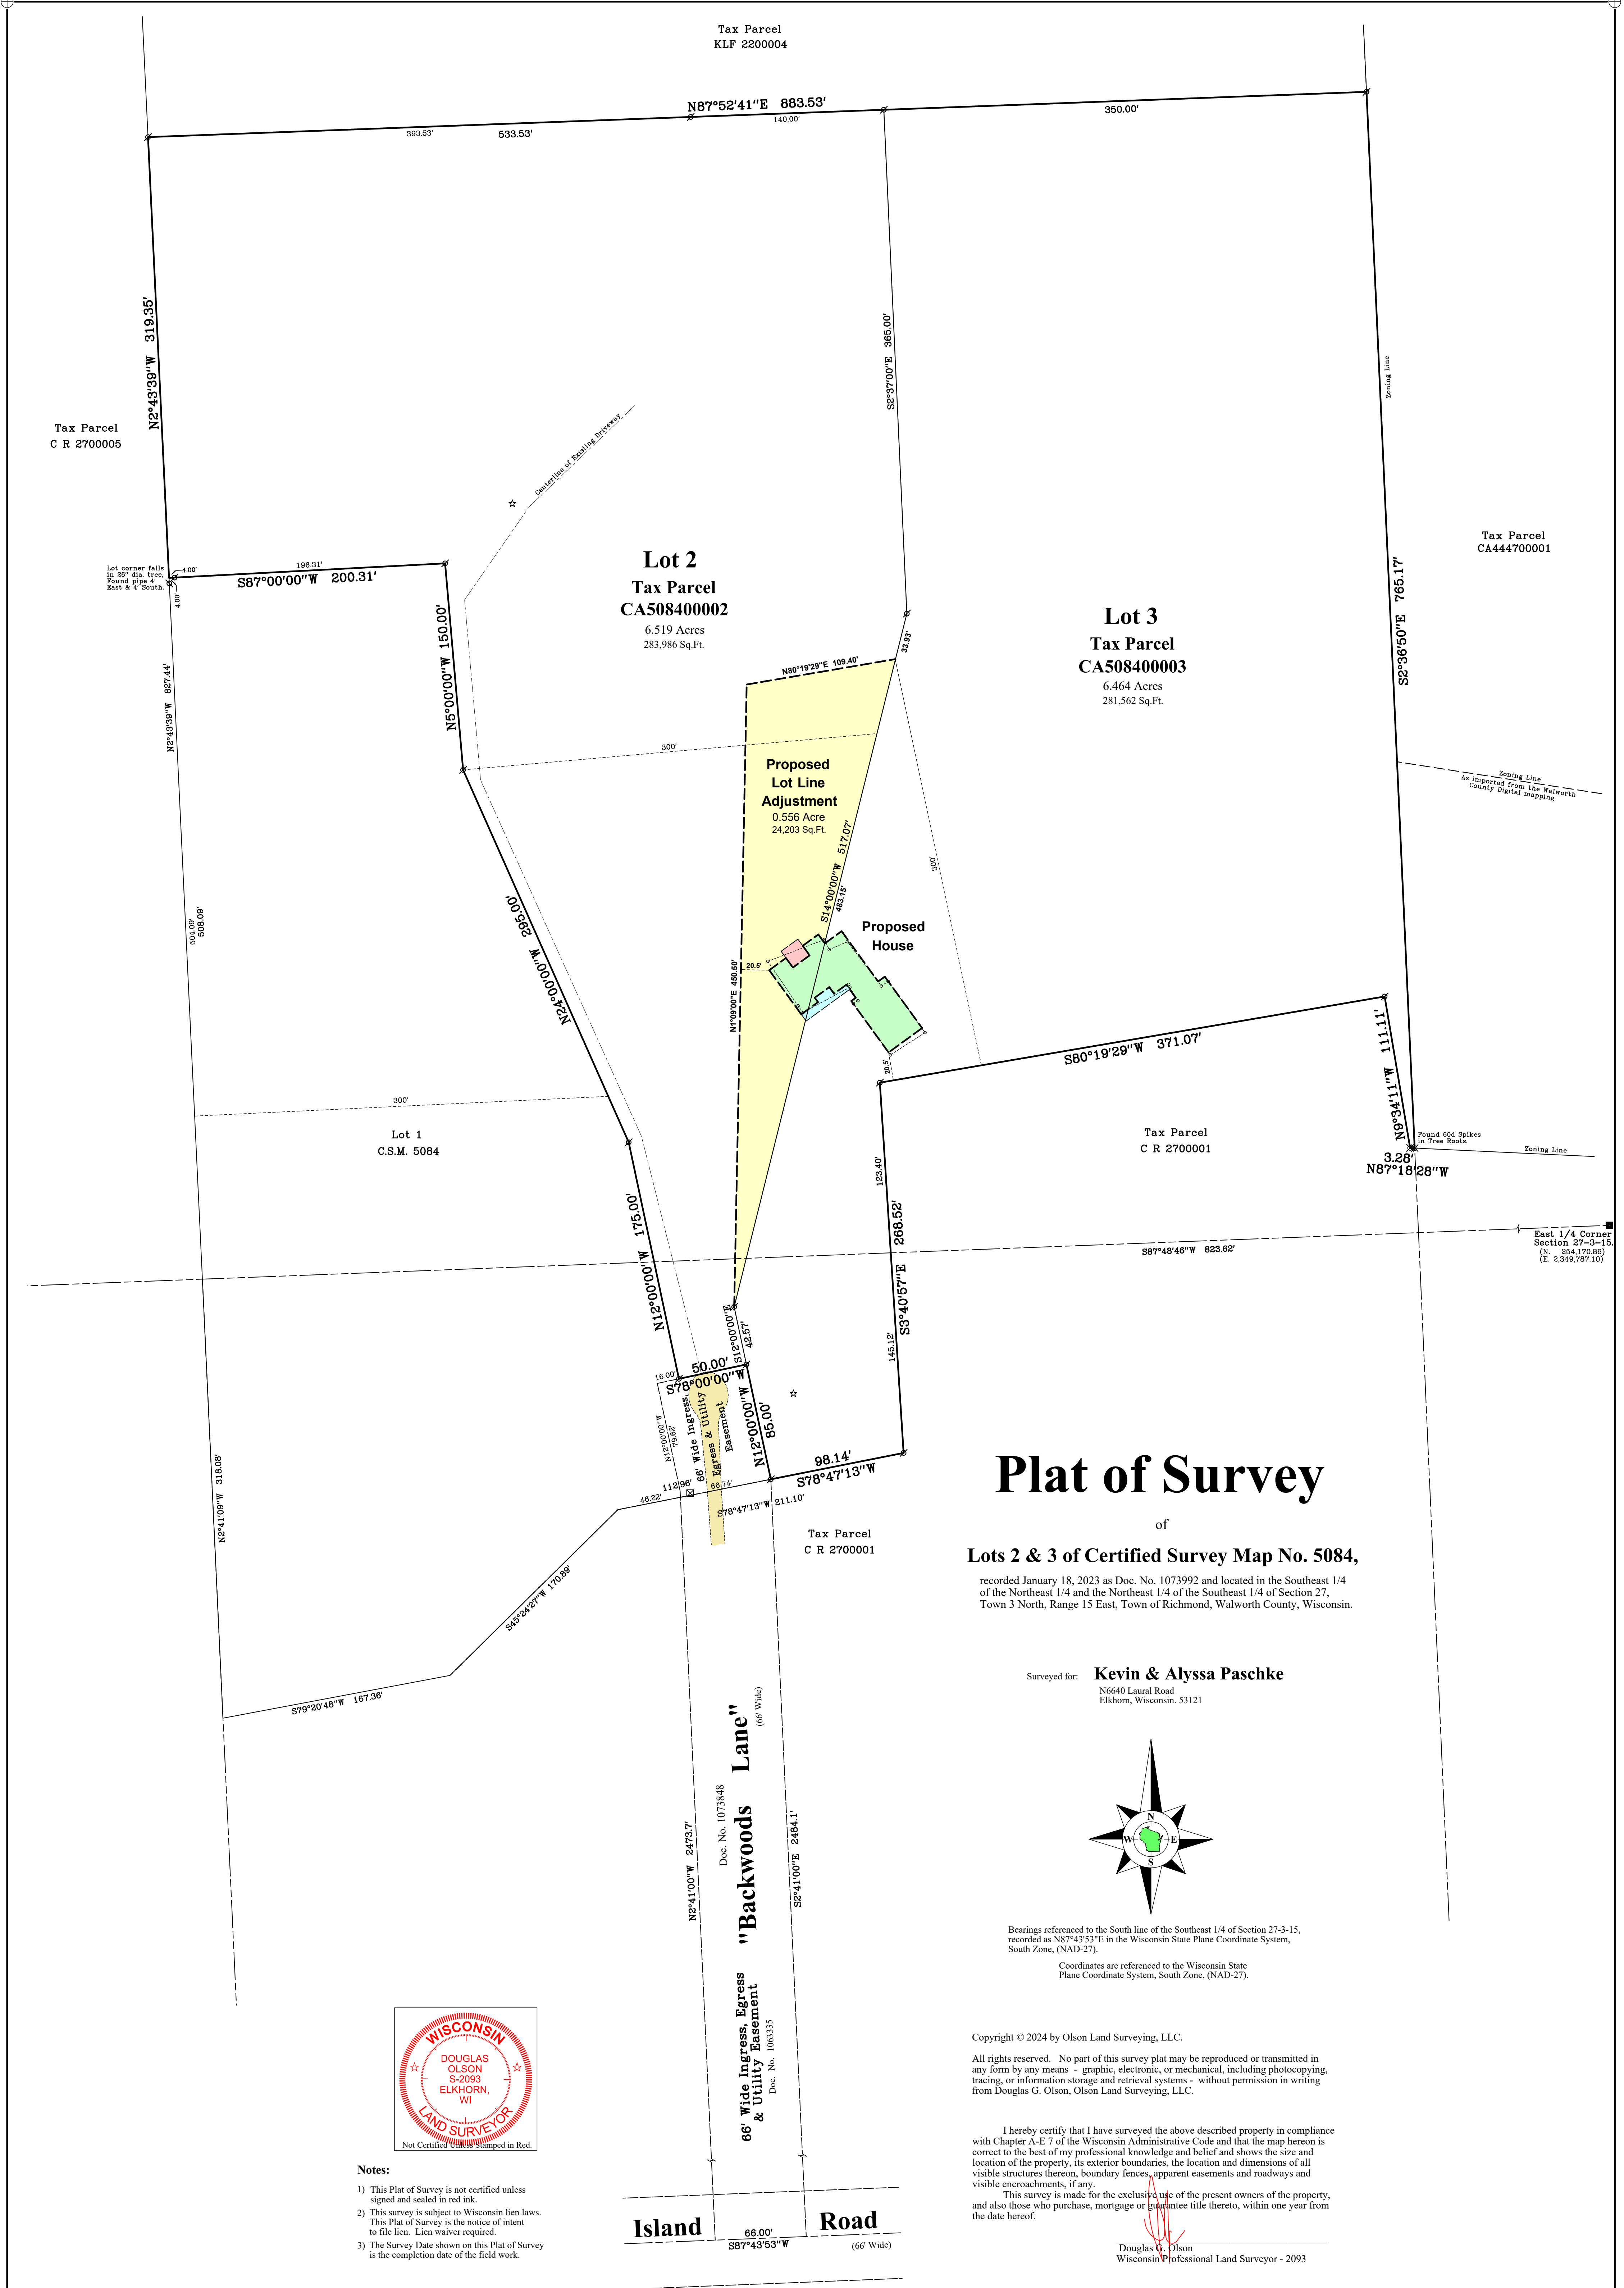 Tax Parcel
KLF 2200004
N87°52'41"E 883.53'
393.53'
533.53'
140.00'
350.00'
N2°43'39"W 319.35'
S2°37'00"E 365.00'
Zoning Line
Tax Parcel
C R 2700005
Centerline of Existing Driveway
Lot corner falls
in 26" dia. tree,
Found pipe 4'
East & 4' South.
4.00'
4.00'
196.31'
S87°00'00"W 200.31'
N5°00'00"W 150.00'
Lot 2
Tax Parcel
CA508400002
6.519 Acres
283,986 Sq.Ft.
Lot 3
Tax Parcel
CA508400003
6.464 Acres
281,562 Sq.Ft.
Tax Parcel
CA444700001
S2°36'50"E 765.17'
33.93'
N80°19'29"E 109.40'
N2°43'39"W 827.44'
300'
Proposed
Lot Line
Adjustment
0.556 Acre
24,203 Sq.Ft.
Zoning Line
As imported from the Walworth
County Digital mapping
S14°00'00"W 517.07'
483.15'
300'
504.09'
508.09'
N24°00'00"W 295.00'
Proposed
House
N1°09'00"E 450.50'
20.5'
20.5'
S80°19'29"W 371.07'
N9°34'11"W 111.11'
300'
Lot 1
C.S.M. 5084
Tax Parcel
C R 2700001
Found 60d Spikes
in Tree Roots.
Zoning Line
3.28'
N87°18'28"W
123.40'
268.52'
S3°40'57"E
145.12'
N12°00'00"W 175.00'
S87°48'46"W 823.62'
East 1/4 Corner
Section 27-3-15.
(N. 254,170.86)
(E. 2,349,787.10)
S12°00'00"E
42.57'
16.00'
50.00'
S78°00'00"W
N12°00'00"W
79.62'
66' Wide Ingress,
Egress & Utility
Easement
N12°00'00"W
85.00'
98.14'
S78°47'13"W
112.96'
46.22'
66.74'
S78°47'13"W 211.10'
Tax Parcel
C R 2700001
N2°41'09"W 318.08'
S45°24'27"W 170.89'
S79°20'48"W 167.36'
Plat of Survey
of
Lots 2 & 3 of Certified Survey Map No. 5084,
recorded January 18, 2023 as Doc. No. 1073992 and located in the Southeast 1/4
of the Northeast 1/4 and the Northeast 1/4 of the Southeast 1/4 of Section 27,
Town 3 North, Range 15 East, Town of Richmond, Walworth County, Wisconsin.
Surveyed for: Kevin & Alyssa Paschke
N6640 Laural Road
Elkhorn, Wisconsin. 53121
N
W E
S
N2°41'00"W 2473.7'
Doc. No. 1073848
"Backwoods Lane"
(66' Wide)
S2°41'00"E 2484.1'
66' Wide Ingress, Egress
& Utility Easement
Doc. No. 1063335
Bearings referenced to the South line of the Southeast 1/4 of Section 27-3-15,
recorded as N87°43'53"E in the Wisconsin State Plane Coordinate System,
South Zone, (NAD-27).
Coordinates are referenced to the Wisconsin State
Plane Coordinate System, South Zone, (NAD-27).
WISCONSIN
DOUGLAS
OLSON
S-2093
ELKHORN,
WI
LAND SURVEYOR
Not Certified Unless Stamped in Red.
Notes:
1) This Plat of Survey is not certified unless
signed and sealed in red ink.
2) This survey is subject to Wisconsin lien laws.
This Plat of Survey is the notice of intent
to file lien. Lien waiver required.
3) The Survey Date shown on this Plat of Survey
is the completion date of the field work.
Island Road
66.00'
S87°43'53"W
(66' Wide)
Copyright © 2024 by Olson Land Surveying, LLC.
All rights reserved. No part of this survey plat may be reproduced or transmitted in
any form by any means - graphic, electronic, or mechanical, including photocopying,
tracing, or information storage and retrieval systems - without permission in writing
from Douglas G. Olson, Olson Land Surveying, LLC.
I hereby certify that I have surveyed the above described property in compliance
with Chapter A-E 7 of the Wisconsin Administrative Code and that the map hereon is
correct to the best of my professional knowledge and belief and shows the size and
location of the property, its exterior boundaries, the location and dimensions of all
visible structures thereon, boundary fences, apparent easements and roadways and
visible encroachments, if any.
This survey is made for the exclusive use of the present owners of the property,
and also those who purchase, mortgage or guarantee title thereto, within one year from
the date hereof.
Douglas G. Olson
Wisconsin Professional Land Surveyor - 2093